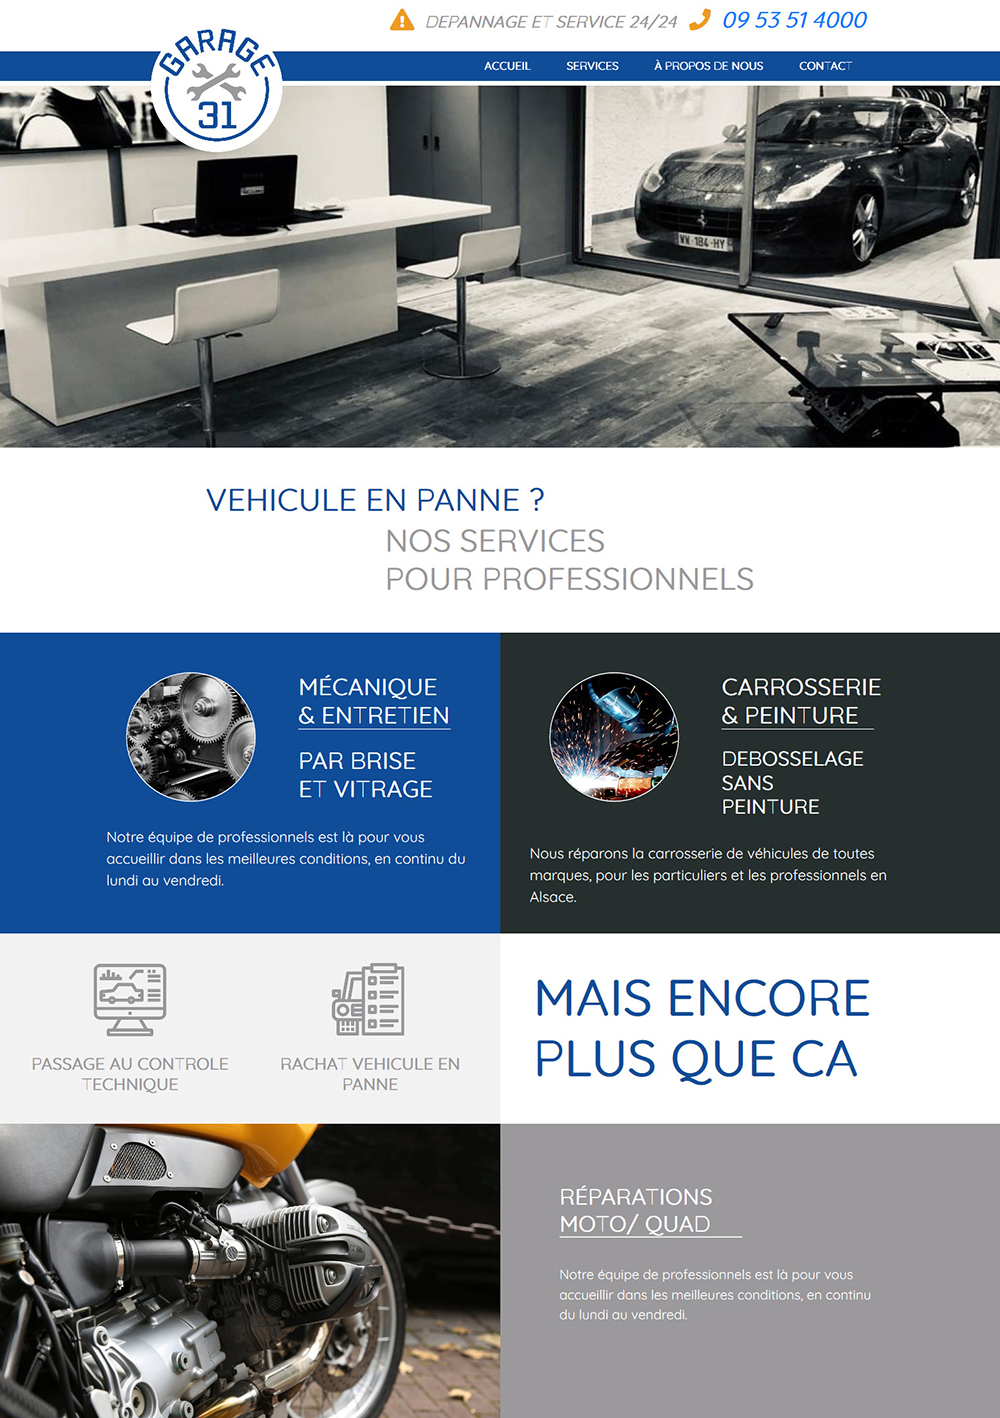 DEPANNAGE ET SERVICE 24/24 09 53 51 4000
GARAGE
31
ACCUEIL SERVICES À PROPOS DE NOUS CONTACT
WW-184-HY
VEHICULE EN PANNE ?
NOS SERVICES
POUR PROFESSIONNELS
MÉCANIQUE
& ENTRETIEN
PAR BRISE
ET VITRAGE
Notre équipe de professionnels est là pour vous
accueillir dans les meilleures conditions, en continu du
lundi au vendredi.
CARROSSERIE
& PEINTURE
DEBOSSELAGE
SANS
PEINTURE
Nous réparons la carrosserie de véhicules de toutes
marques, pour les particuliers et les professionnels en
Alsace.
PASSAGE AU CONTROLE
TECHNIQUE
RACHAT VEHICULE EN
PANNE
MAIS ENCORE
PLUS QUE CA
RÉPARATIONS
MOTO/ QUAD
Notre équipe de professionnels est là pour vous
accueillir dans les meilleures conditions, en continu
du lundi au vendredi.